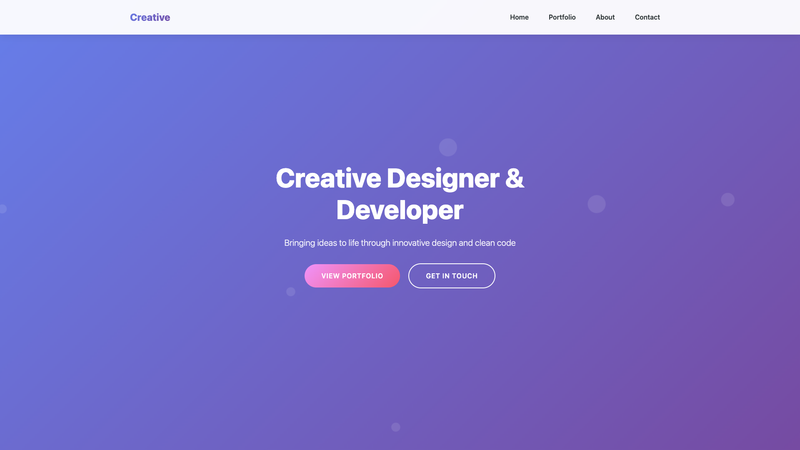 Creative
Home Portfolio About Contact
Creative Designer &
Developer
Bringing ideas to life through innovative design and clean code
VIEW PORTFOLIO GET IN TOUCH